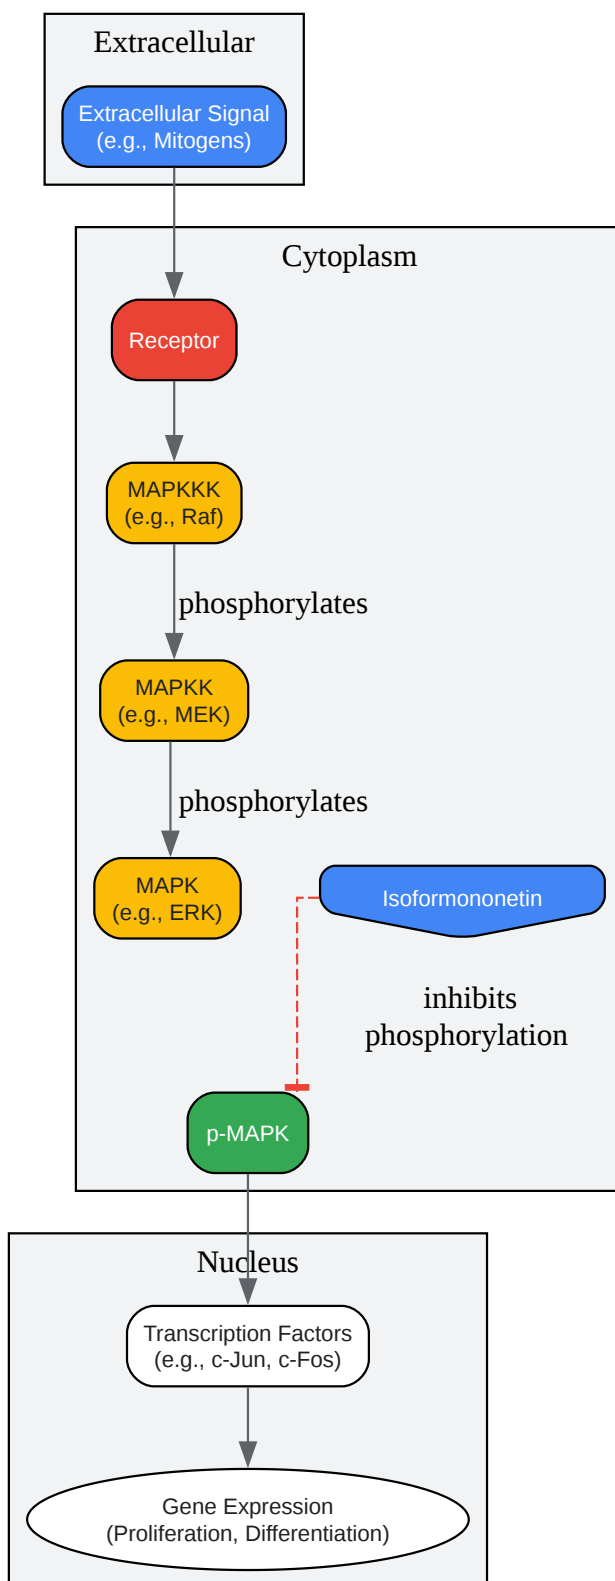 Extracellular
Extracellular Signal
(e.g., Mitogens)
Cytoplasm
Receptor
MAPKKK
(e.g., Raf)
phosphorylates
MAPKK
(e.g., MEK)
phosphorylates
MAPK
(e.g., ERK)
Isoformononetin
inhibits
phosphorylation
p-MAPK
Nucleus
Transcription Factors
(e.g., c-Jun, c-Fos)
Gene Expression
(Proliferation, Differentiation)